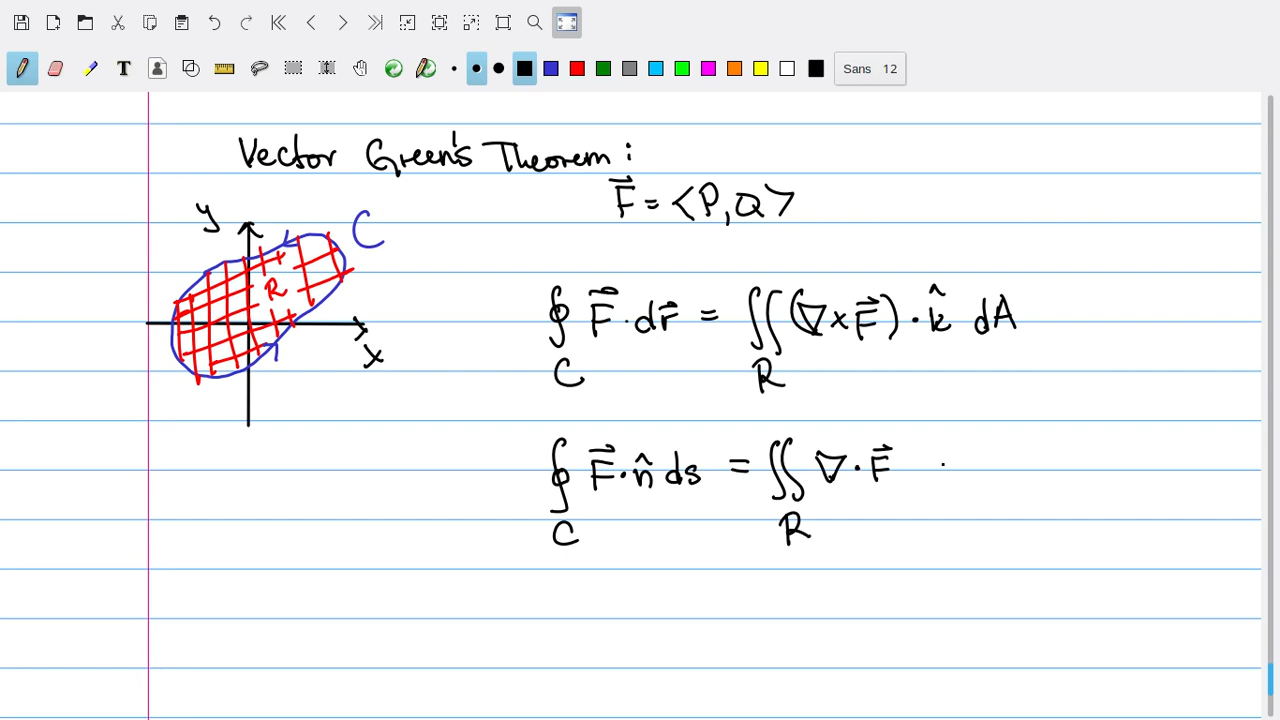 Sans 12
Vector Green's Theorem :
F⃗ = <P, Q>
y
C
R
x
∮ F⃗ · dr⃗ = ∬ (∇ × F⃗) · k̂ dA
C R
∮ F⃗ · n̂ ds = ∬ ∇ · F⃗
C R